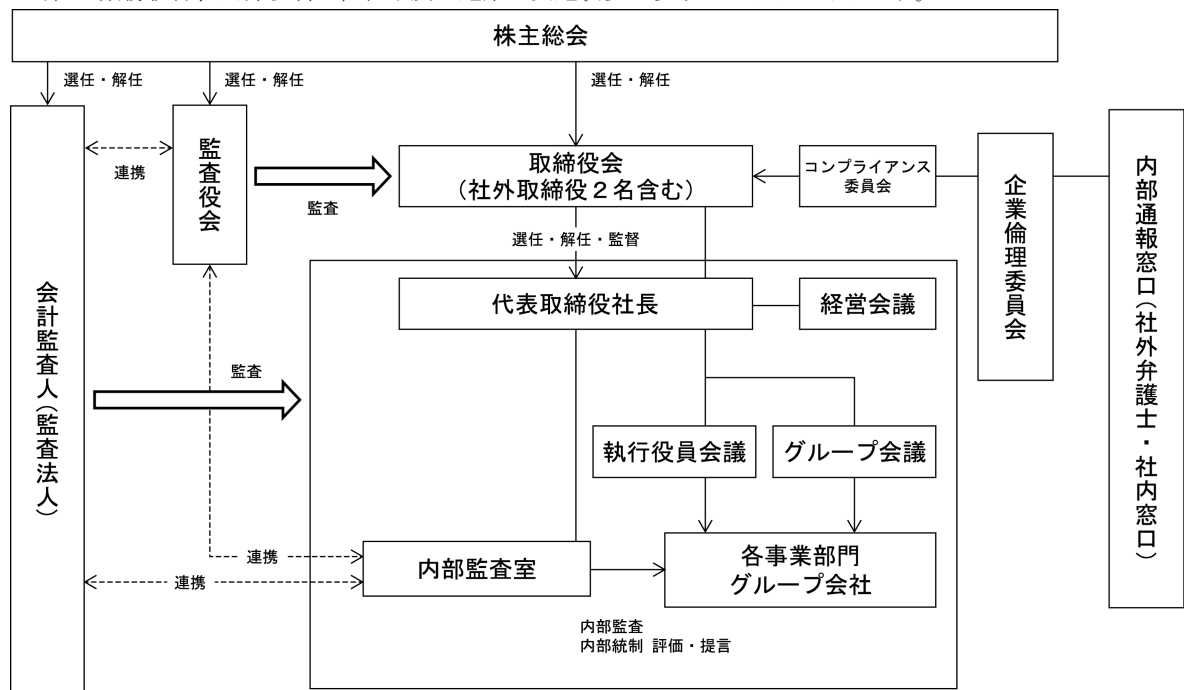 株主総会
選任・解任
選任・解任
選任・解任
会計監査人(監査法人)
監査役会
連携
監査
取締役会
(社外取締役2名含む)
コンプライアンス
委員会
企業倫理委員会
内部通報窓口(社外弁護士・社内窓口)
選任・解任・監督
代表取締役社長
経営会議
監査
執行役員会議
グループ会議
連携
連携
内部監査室
各事業部門
グループ会社
内部監査
内部統制 評価・提言